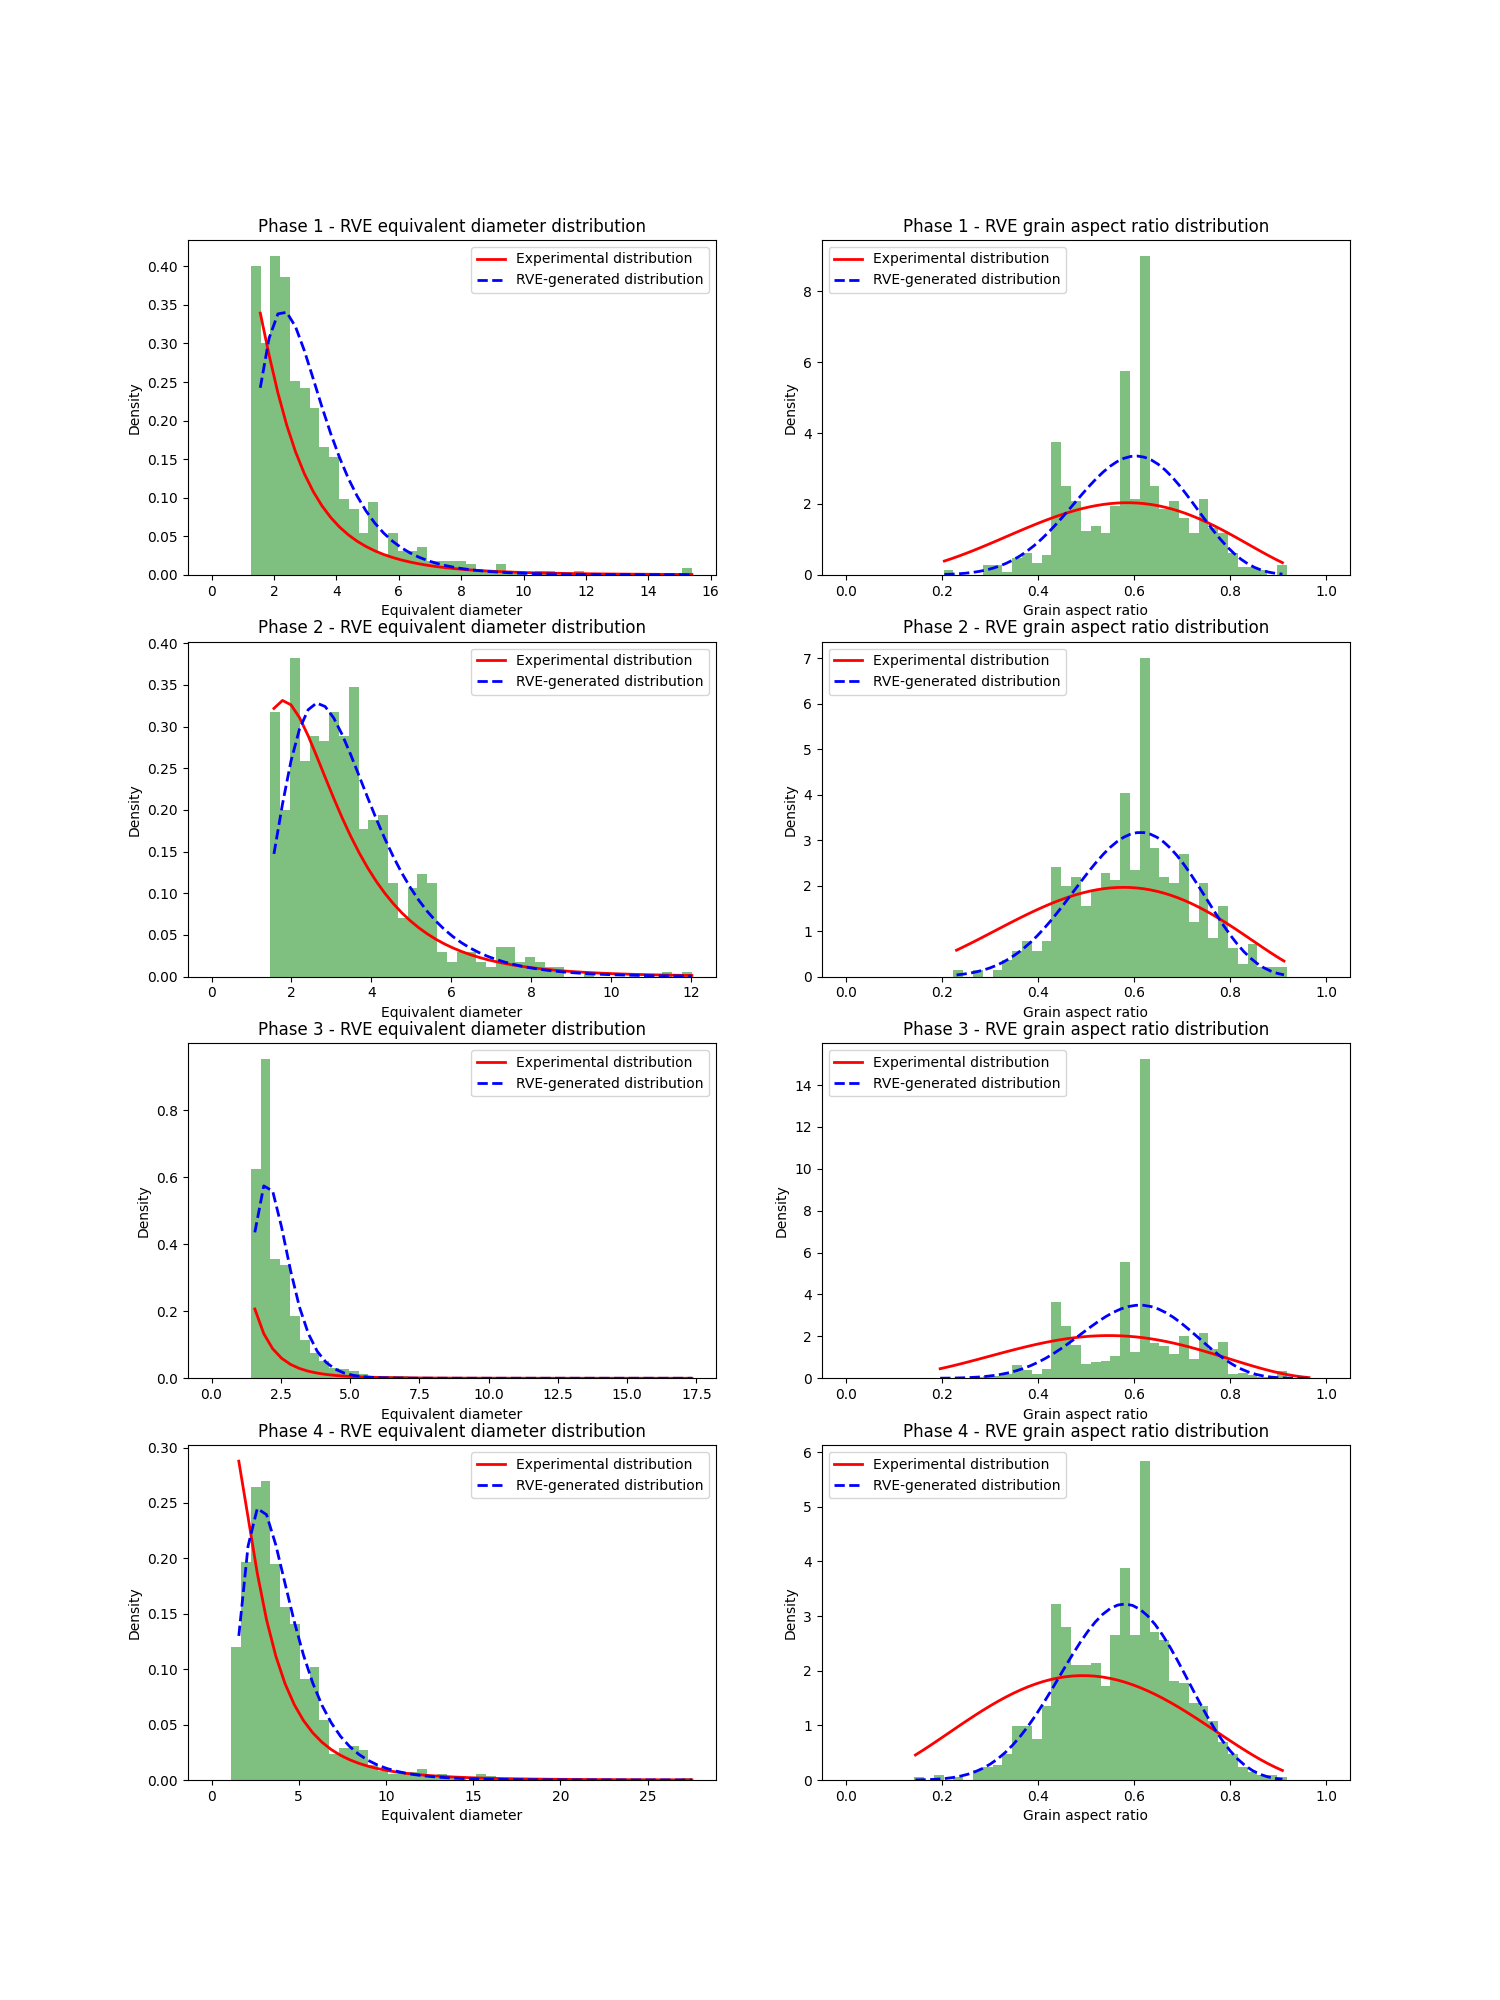 Phase 1 - RVE equivalent diameter distribution
Experimental distribution
RVE-generated distribution
Density
0.40
0.35
0.30
0.25
0.20
0.15
0.10
0.05
0.00
0 2 4 6 8 10 12 14 16
Equivalent diameter
Phase 1 - RVE grain aspect ratio distribution
Experimental distribution
RVE-generated distribution
Density
8
6
4
2
0
0.0 0.2 0.4 0.6 0.8 1.0
Grain aspect ratio
Phase 2 - RVE equivalent diameter distribution
Experimental distribution
RVE-generated distribution
Density
0.40
0.35
0.30
0.25
0.20
0.15
0.10
0.05
0.00
0 2 4 6 8 10 12
Equivalent diameter
Phase 2 - RVE grain aspect ratio distribution
Experimental distribution
RVE-generated distribution
Density
7
6
5
4
3
2
1
0
0.0 0.2 0.4 0.6 0.8 1.0
Grain aspect ratio
Phase 3 - RVE equivalent diameter distribution
Experimental distribution
RVE-generated distribution
Density
0.8
0.6
0.4
0.2
0.0
0.0 2.5 5.0 7.5 10.0 12.5 15.0 17.5
Equivalent diameter
Phase 3 - RVE grain aspect ratio distribution
Experimental distribution
RVE-generated distribution
Density
14
12
10
8
6
4
2
0
0.0 0.2 0.4 0.6 0.8 1.0
Grain aspect ratio
Phase 4 - RVE equivalent diameter distribution
Experimental distribution
RVE-generated distribution
Density
0.30
0.25
0.20
0.15
0.10
0.05
0.00
0 5 10 15 20 25
Equivalent diameter
Phase 4 - RVE grain aspect ratio distribution
Experimental distribution
RVE-generated distribution
Density
6
5
4
3
2
1
0
0.0 0.2 0.4 0.6 0.8 1.0
Grain aspect ratio